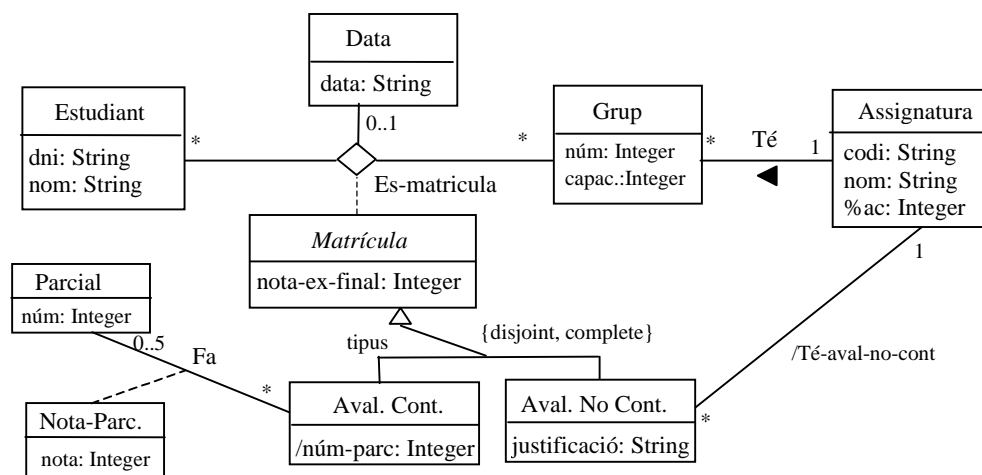 Data
data: String
Estudiant
dni: String
nom: String
0..1
*
*
Es-matricula
Grup
núm: Integer
capac.:Integer
*
Té
1
Assignatura
codi: String
nom: String
%ac: Integer
1
Matrícula
nota-ex-final: Integer
Parcial
núm: Integer
0..5
Fa
*
tipus
{disjoint, complete}
/Té-aval-no-cont
Nota-Parc.
nota: Integer
Aval. Cont.
/núm-parc: Integer
Aval. No Cont.
justificació: String
*